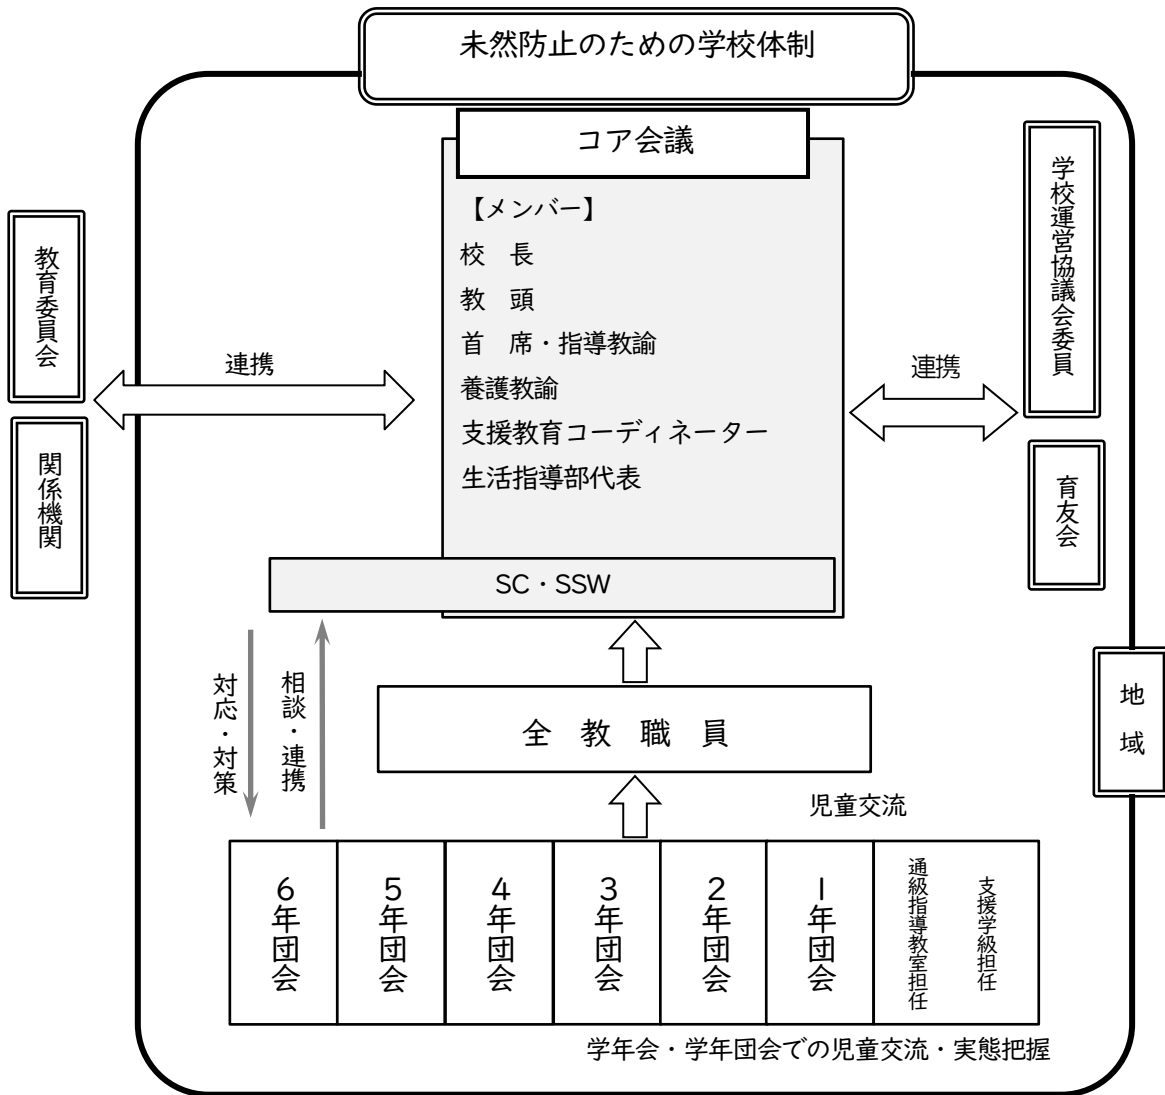 未然防止のための学校体制
コア会議
【メンバー】
校　長
教　頭
首　席・指導教諭
養護教諭
支援教育コーディネーター
生活指導部代表
SC・SSW
教育委員会
関係機関
連携
連携
学校運営協議会委員
育友会
地域
対応・対策
相談・連携
全　教　職　員
児童交流
6年団会
5年団会
4年団会
3年団会
2年団会
1年団会
通級指導教室担任
支援学級担任
学年会・学年団会での児童交流・実態把握